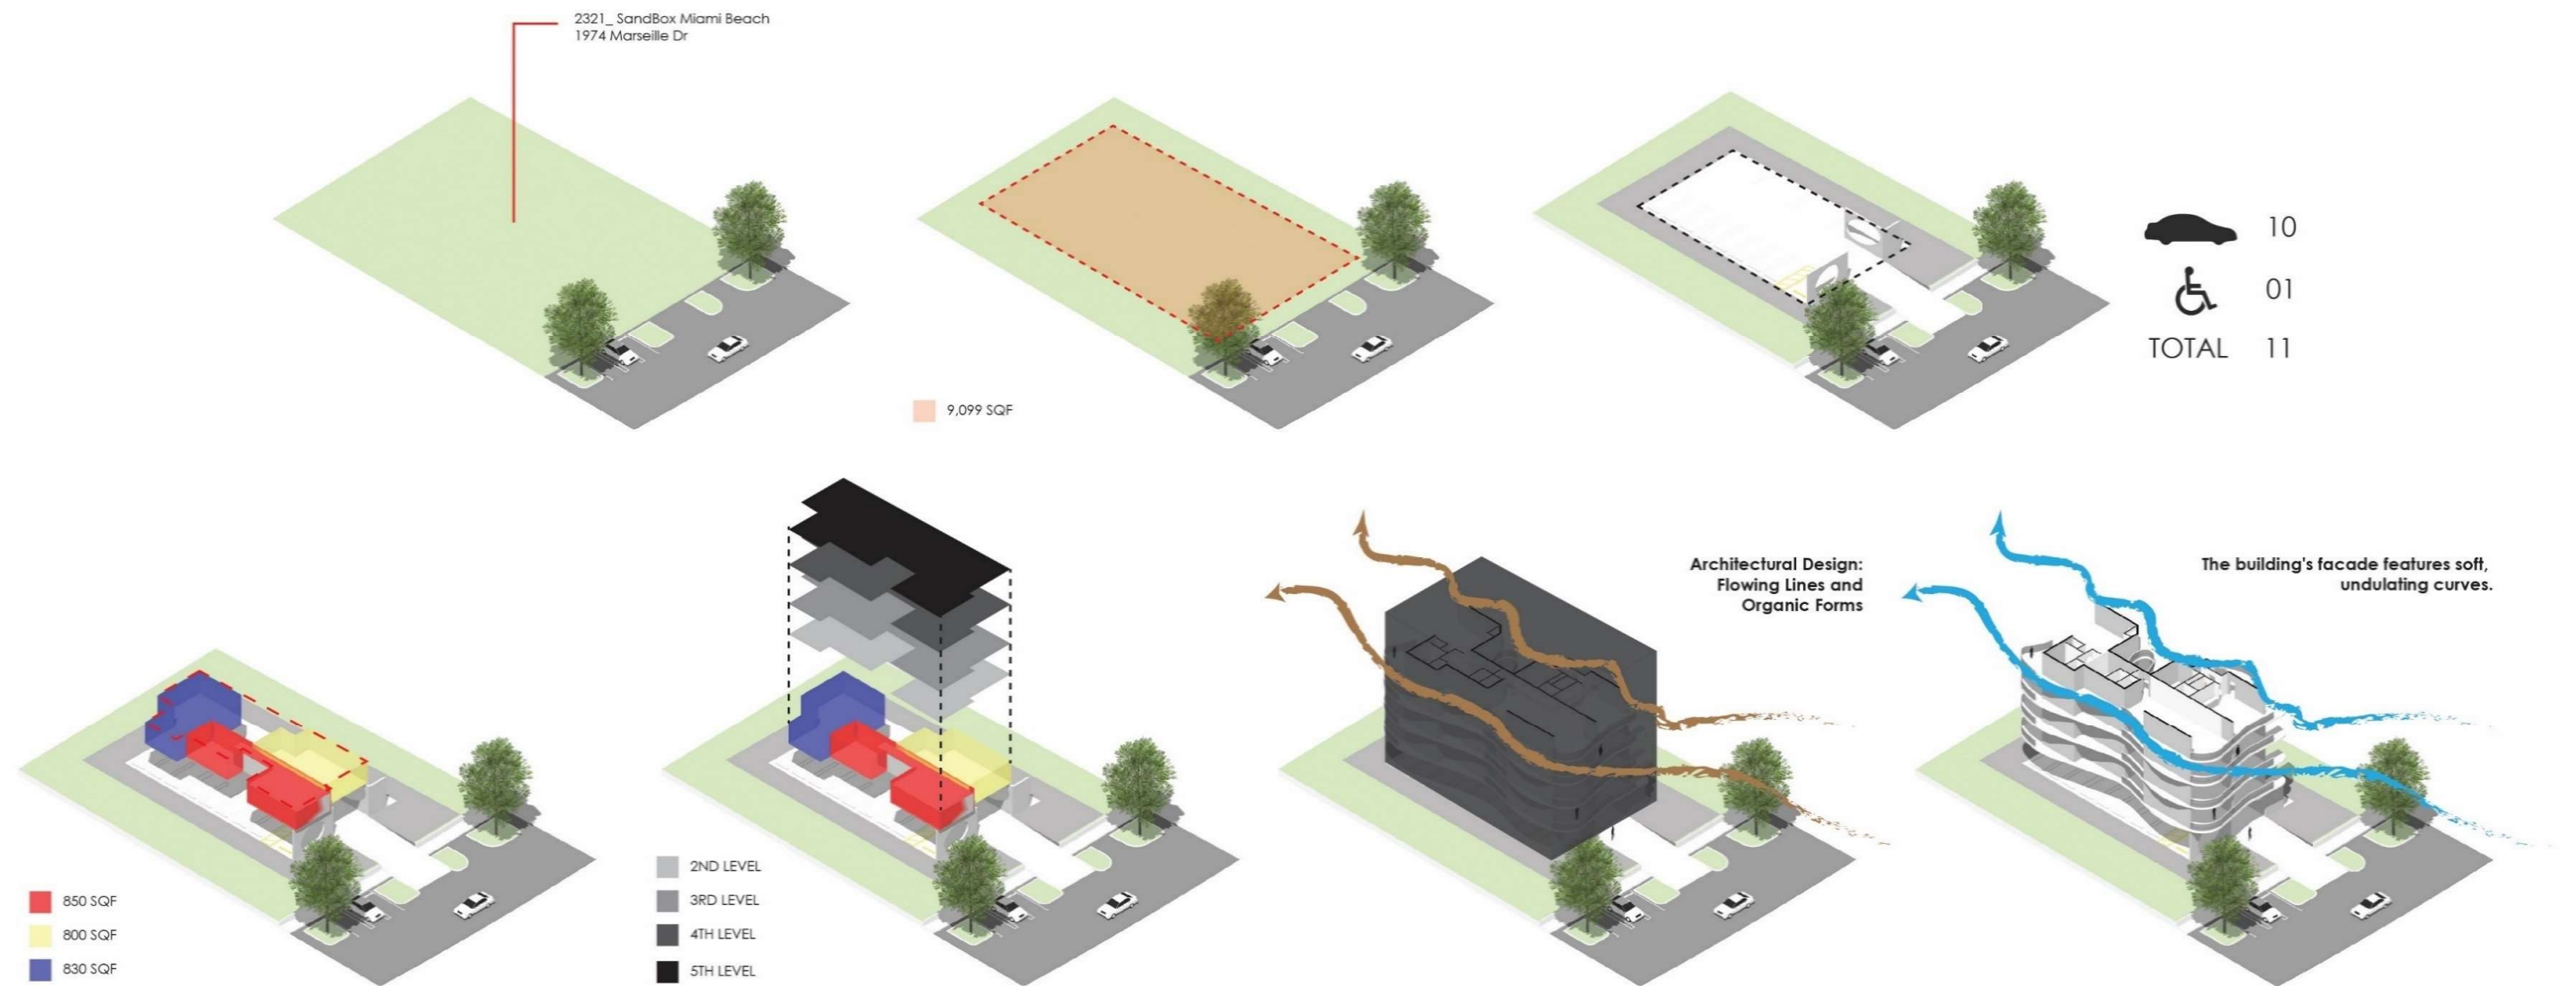 2321_ SandBox Miami Beach
1974 Marseille Dr
9,099 SQF
10
01
TOTAL 11
850 SQF
800 SQF
830 SQF
2ND LEVEL
3RD LEVEL
4TH LEVEL
5TH LEVEL
Architectural Design:
Flowing Lines and
Organic Forms
The building's facade features soft,
undulating curves.